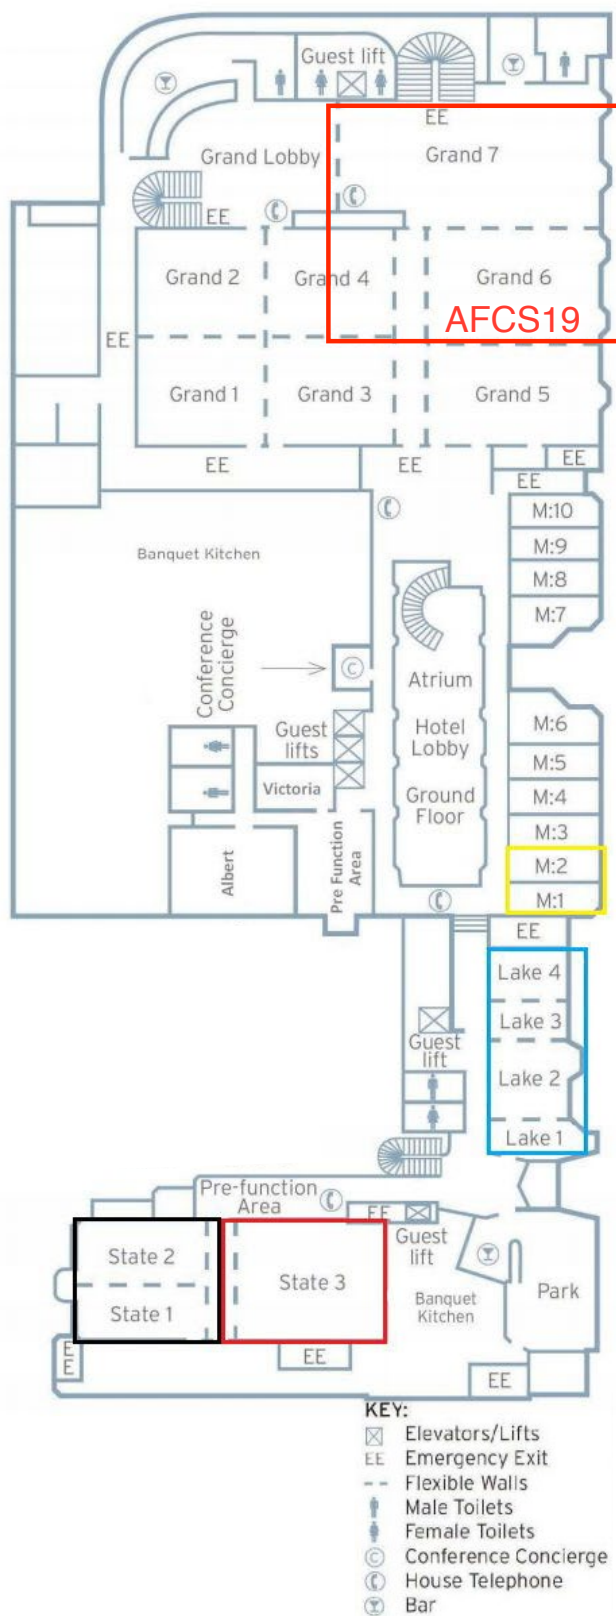 Guest lift
EE
Grand Lobby
Grand 7
EE
Grand 2
Grand 4
Grand 6
AFCS19
EE
Grand 1
Grand 3
Grand 5
EE
EE
EE
EE
M:10
M:9
M:8
M:7
Banquet Kitchen
Conference
Concierge
C
Atrium
Hotel
Lobby
Ground
Floor
Guest
lifts
Victoria
Albert
Pre Function
Area
M:6
M:5
M:4
M:3
M:2
M:1
EE
Lake 4
Lake 3
Lake 2
Lake 1
Guest
lift
Pre-function
Area
EE
Guest
lift
State 2
State 1
State 3
Banquet
Kitchen
Park
EE
EE
EE
KEY:
Elevators/Lifts
EE Emergency Exit
Flexible Walls
Male Toilets
Female Toilets
C Conference Concierge
House Telephone
Bar